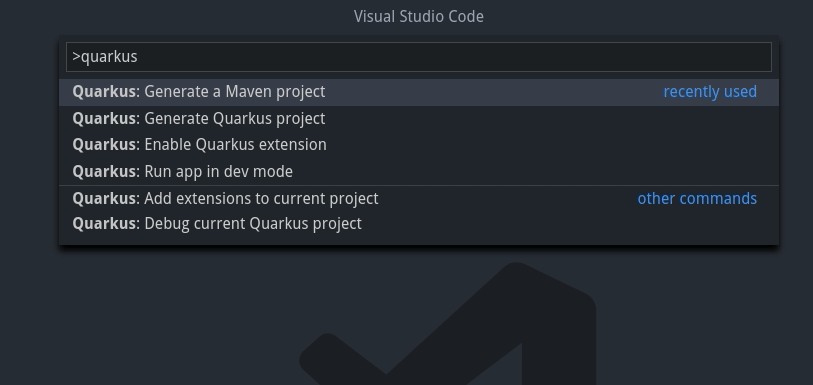 Visual Studio Code
>quarkus
Quarkus: Generate a Maven project recently used
Quarkus: Generate Quarkus project
Quarkus: Enable Quarkus extension
Quarkus: Run app in dev mode
Quarkus: Add extensions to current project other commands
Quarkus: Debug current Quarkus project